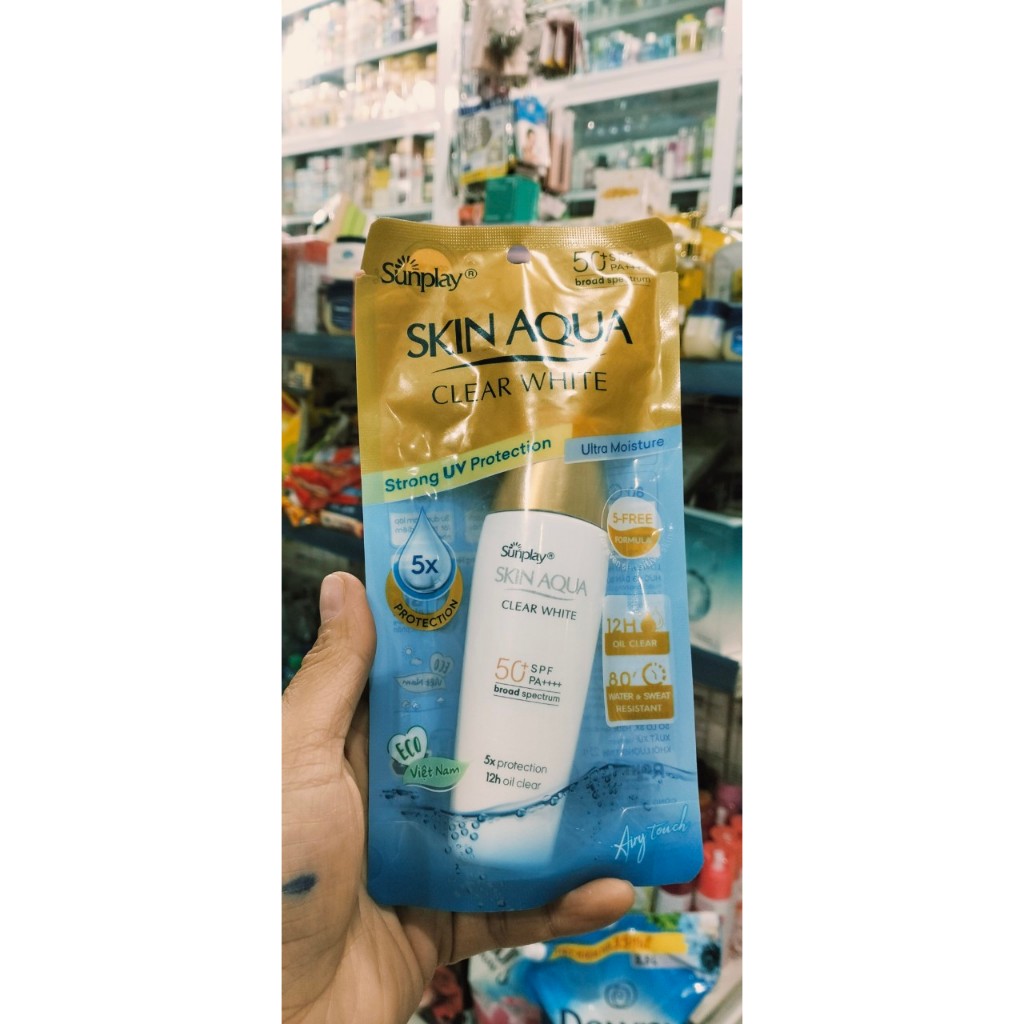 Sunplay®
50+ SPF
PA++++
broad spectrum
SKIN AQUA
CLEAR WHITE
Strong UV Protection
Ultra Moisture
5x
PROTECTION
5-FREE
FORMULA
12H
OIL CLEAR
80'
WATER & SWEAT
RESISTANT
Sunplay®
SKIN AQUA
CLEAR WHITE
50+ SPF
PA++++
broad spectrum
5x protection
12h oil clear
ECO
Việt Nam
Airy touch